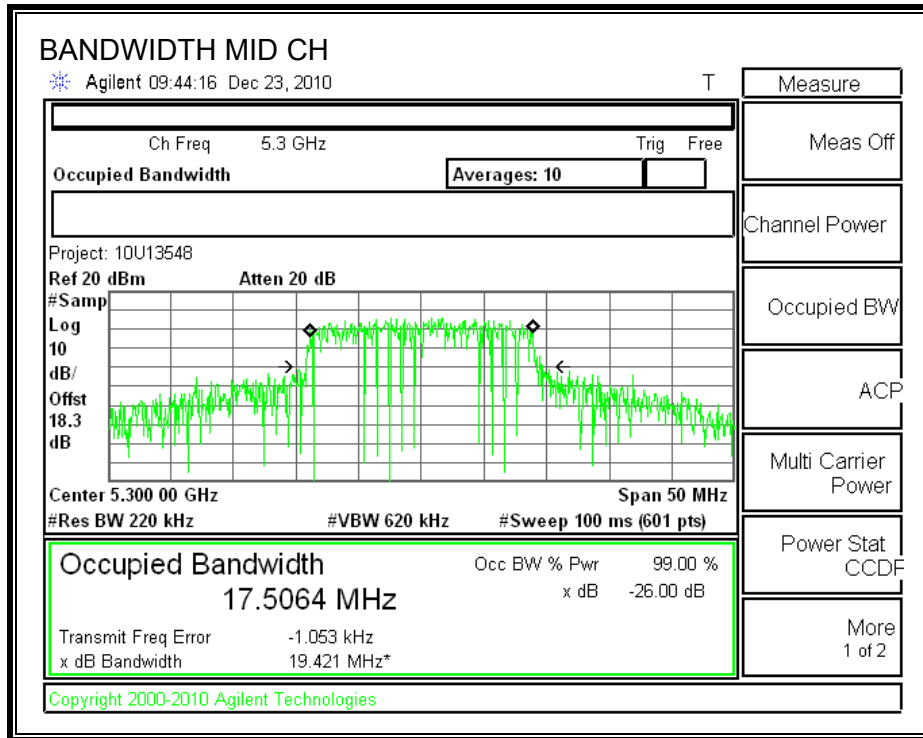 BANDWIDTH MID CH
Agilent 09:44:16 Dec 23, 2010 T
Ch Freq 5.3 GHz Trig Free
Occupied Bandwidth Averages: 10
Project: 10U13548
Ref 20 dBm Atten 20 dB
#Samp
Log
10
dB/
Offst
18.3
dB
Center 5.300 00 GHz Span 50 MHz
#Res BW 220 kHz #VBW 620 kHz #Sweep 100 ms (601 pts)
Occupied Bandwidth Occ BW % Pwr 99.00 %
17.5064 MHz x dB -26.00 dB
Transmit Freq Error -1.053 kHz
x dB Bandwidth 19.421 MHz*
Copyright 2000-2010 Agilent Technologies
Measure
Meas Off
Channel Power
Occupied BW
ACP
Multi Carrier
Power
Power Stat
CCDF
More
1 of 2